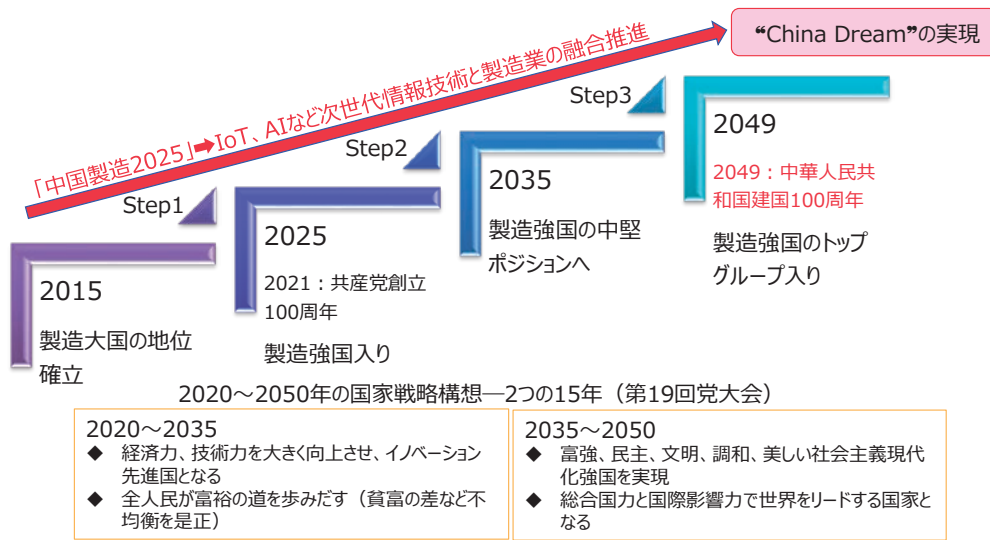 “China Dream”の実現
「中国製造2025」➡IoT、AIなど次世代情報技術と製造業の融合推進
Step1
Step2
Step3
2015
製造大国の地位
確立
2025
2021：共産党創立
100周年
製造強国入り
2035
製造強国の中堅
ポジションへ
2049
2049：中華人民共
和国建国100周年
製造強国のトップ
グループ入り
2020～2050年の国家戦略構想―2つの15年（第19回党大会）
2020～2035
◆ 経済力、技術力を大きく向上させ、イノベーション
先進国となる
◆ 全人民が富裕の道を歩みだす（貧富の差など不
均衡を是正）
2035～2050
◆ 富強、民主、文明、調和、美しい社会主義現代
化強国を実現
◆ 総合国力と国際影響力で世界をリードする国家と
なる